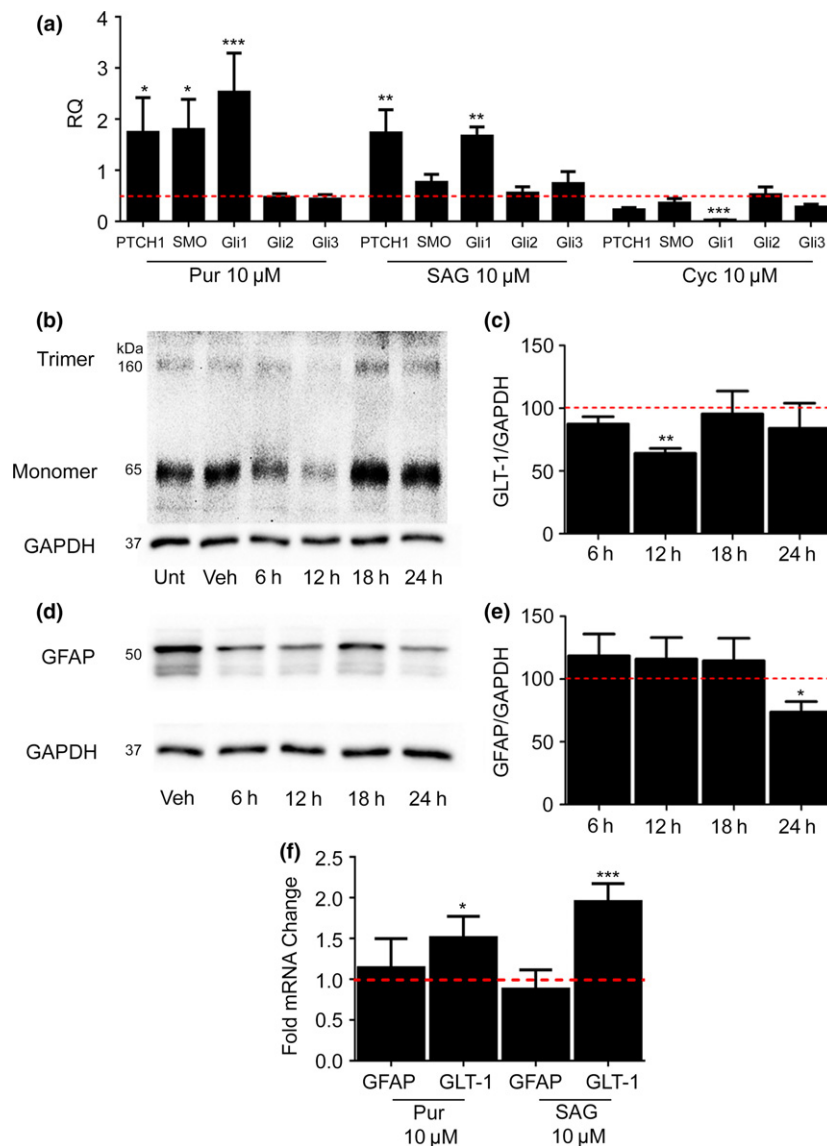 (a)
4
3
2
1
0
RQ
* * *** ** ** ***
PTCH1 SMO Gli1 Gli2 Gli3 PTCH1 SMO Gli1 Gli2 Gli3 PTCH1 SMO Gli1 Gli2 Gli3
Pur 10 µM SAG 10 µM Cyc 10 µM
(b)
Trimer
kDa
160
Monomer 65
GAPDH 37
Unt Veh 6 h 12 h 18 h 24 h
(c)
150
100
50
0
GLT-1/GAPDH
**
6 h 12 h 18 h 24 h
(d)
GFAP 50
GAPDH 37
Veh 6 h 12 h 18 h 24 h
(e)
150
100
50
0
GFAP/GAPDH
*
6 h 12 h 18 h 24 h
(f)
2.5
2.0
1.5
1.0
0.5
0.0
Fold mRNA Change
* ***
GFAP GLT-1 GFAP GLT-1
Pur SAG
10 µM 10 µM